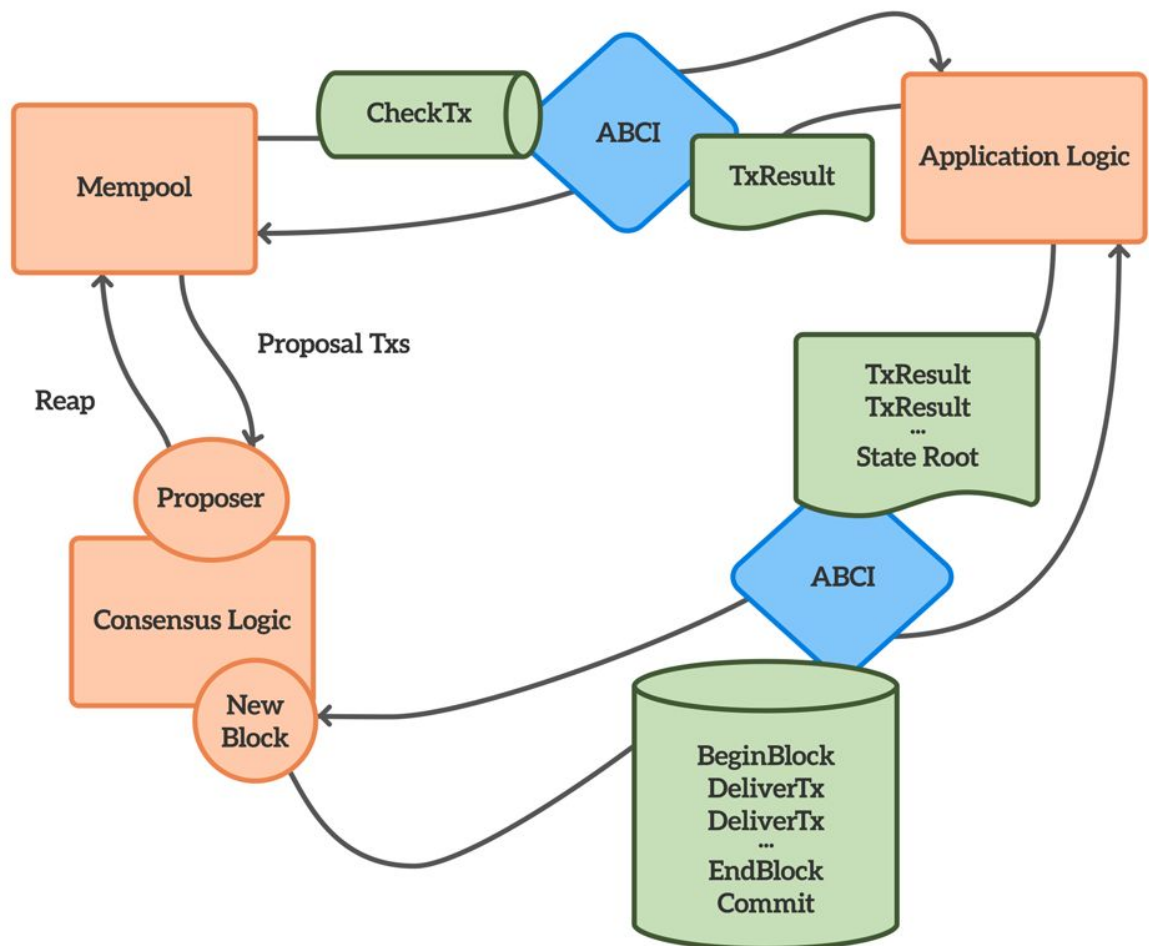 CheckTx
ABCI
Mempool
TxResult
Application Logic
Proposal Txs
Reap
TxResult
TxResult
...
State Root
Proposer
ABCI
Consensus Logic
New
Block
BeginBlock
DeliverTx
DeliverTx
...
EndBlock
Commit